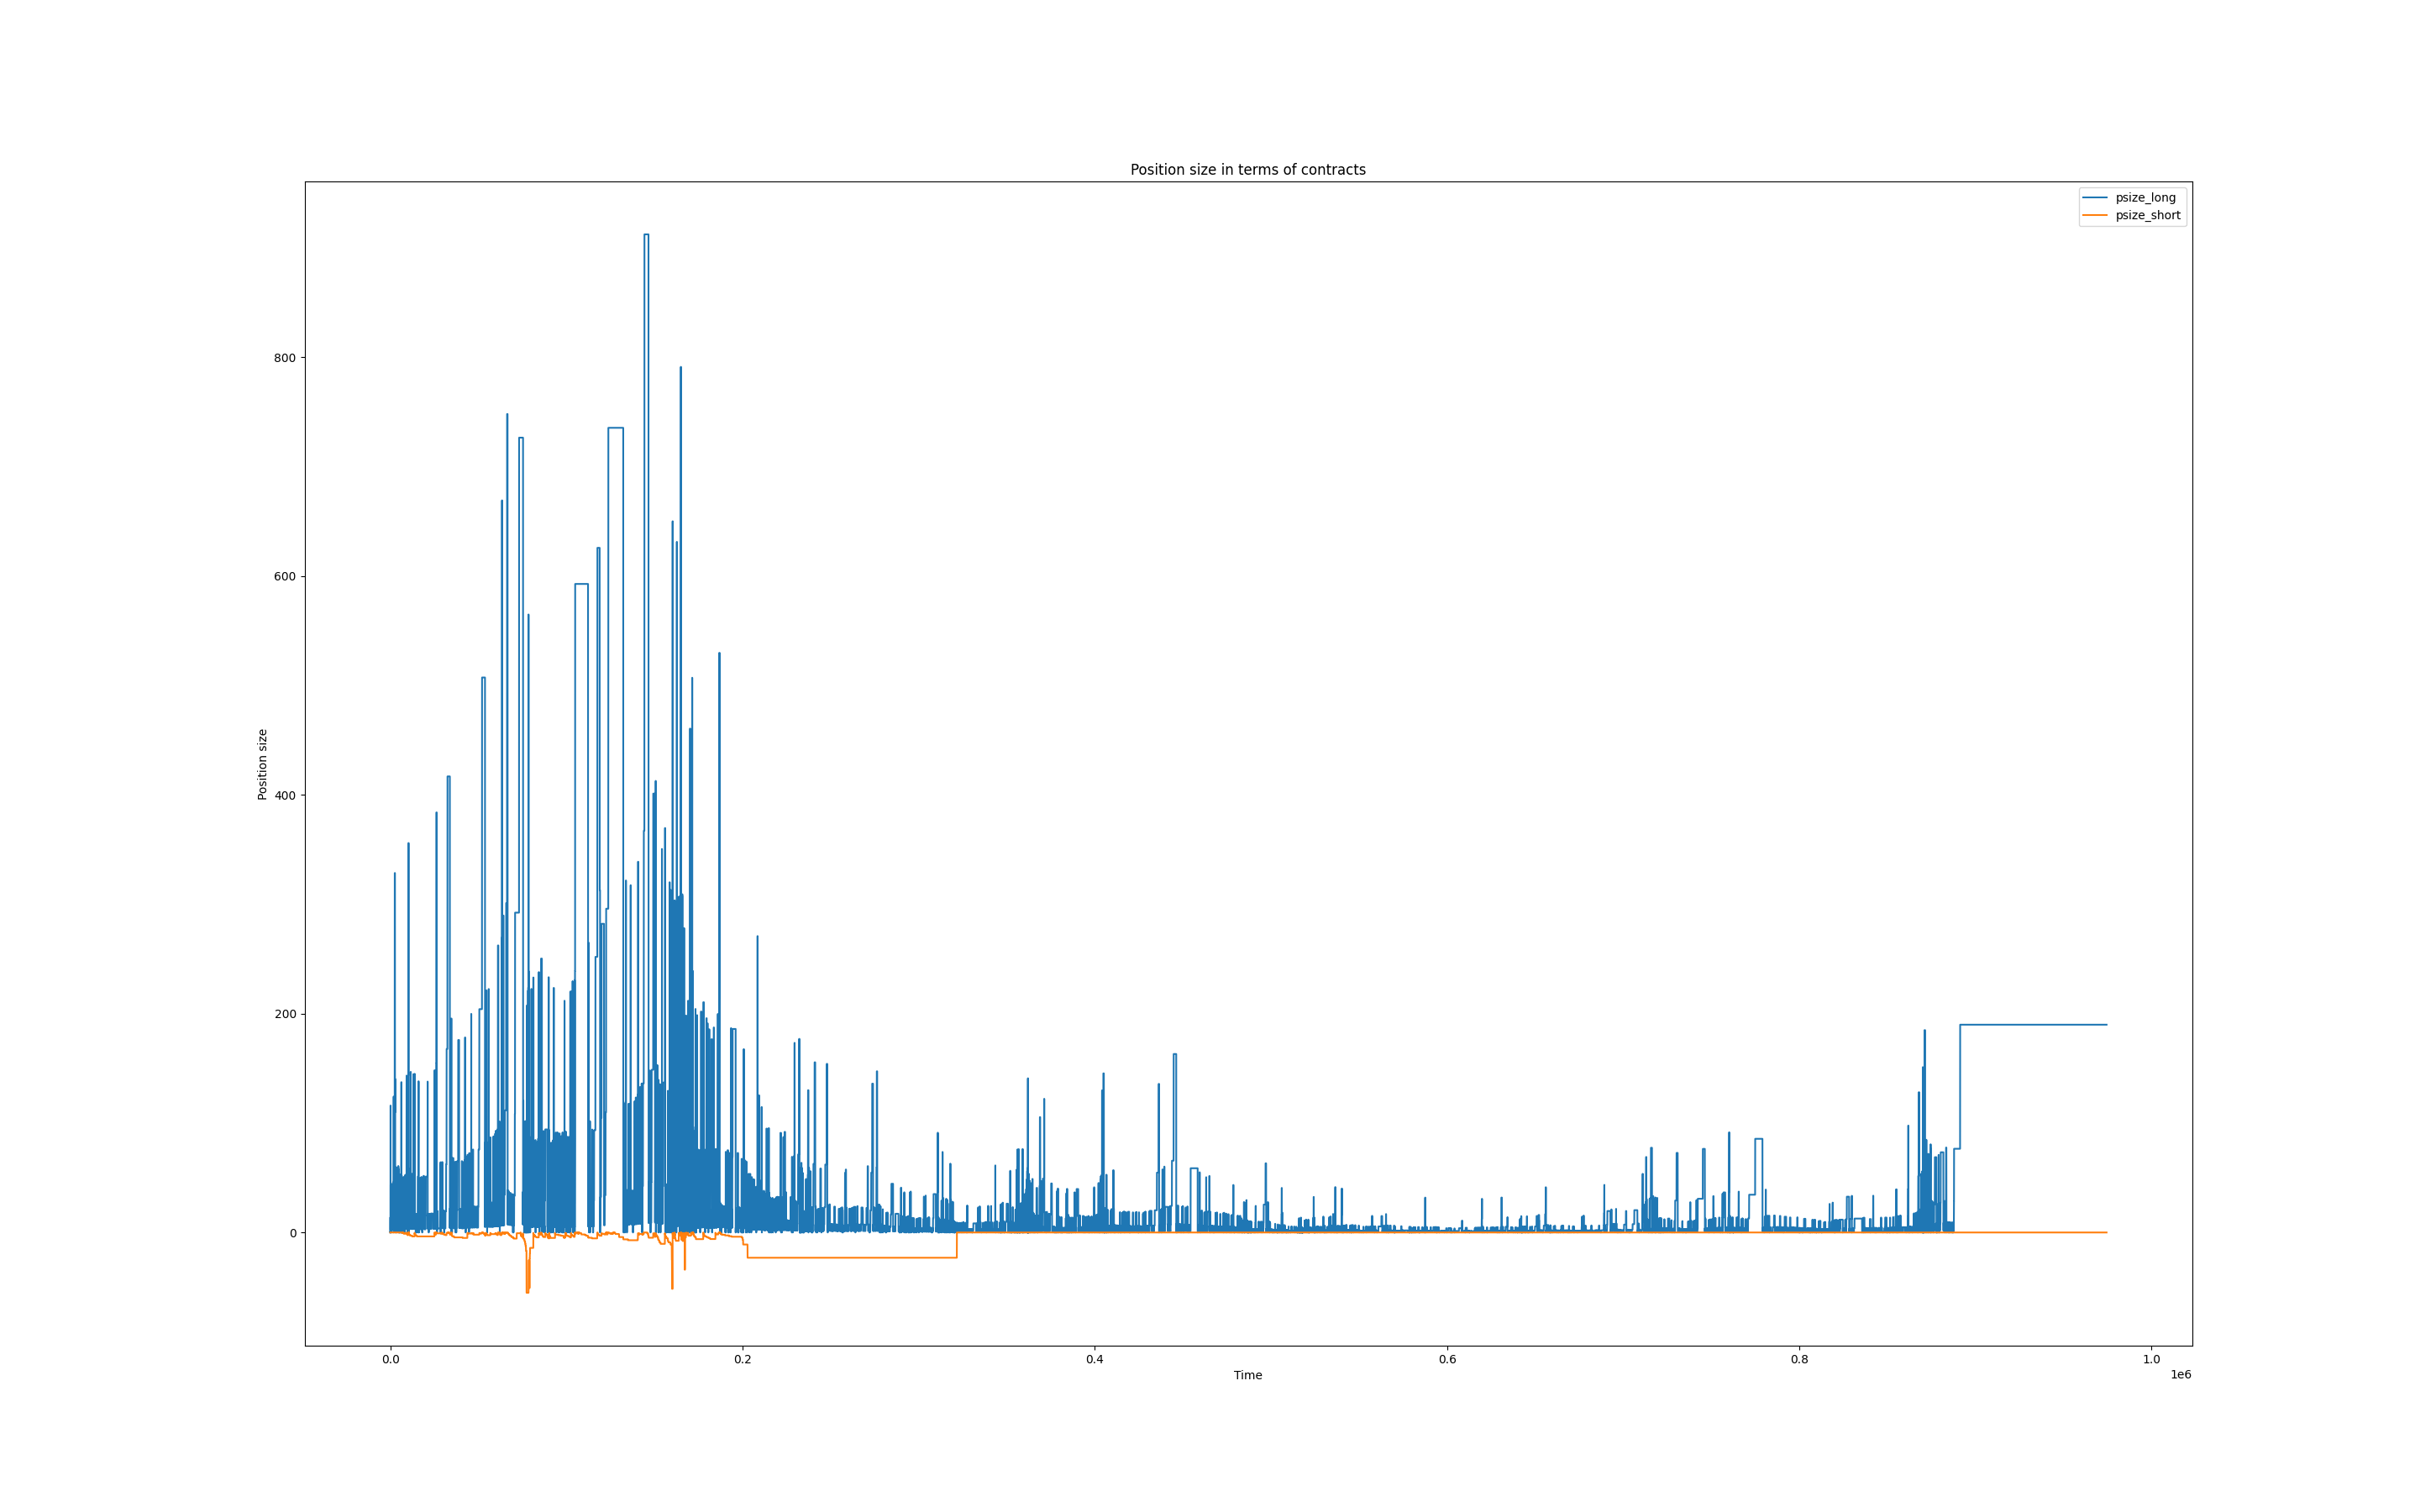 Position size in terms of contracts
psize_long
psize_short
800
600
400
200
0
Position size
0.0
0.2
0.4
0.6
0.8
1.0
Time
1e6